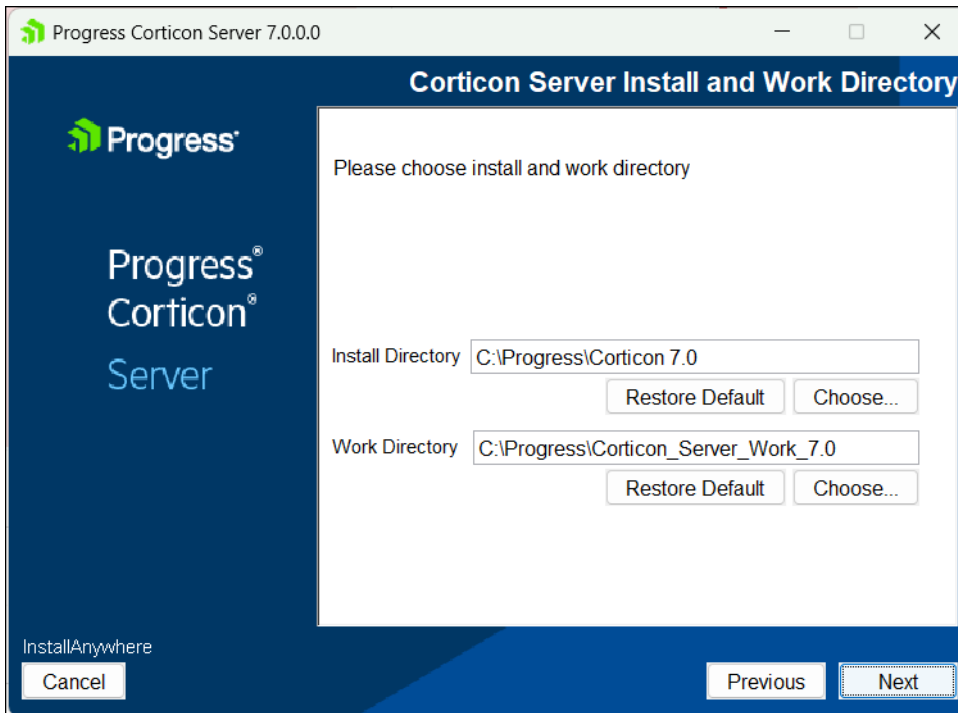 Progress Corticon Server 7.0.0.0
Corticon Server Install and Work Directory
Progress
Please choose install and work directory
Progress®
Corticon®
Server
Install Directory C:\Progress\Corticon 7.0
Restore Default Choose...
Work Directory C:\Progress\Corticon_Server_Work_7.0
Restore Default Choose...
InstallAnywhere
Cancel Previous Next